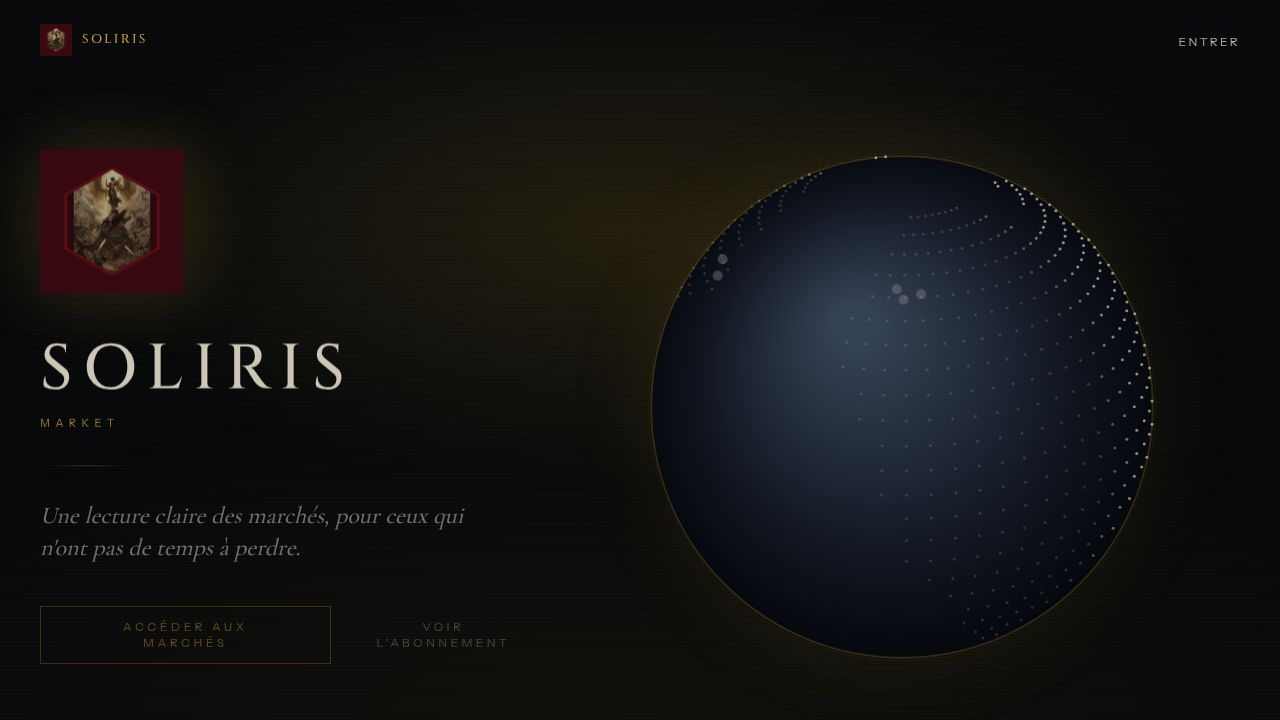 SOLIRIS
ENTRER
SOLIRIS
MARKET
Une lecture claire des marchés, pour ceux qui
n'ont pas de temps à perdre.
ACCÉDER AUX
MARCHÉS
VOIR
L'ABONNEMENT